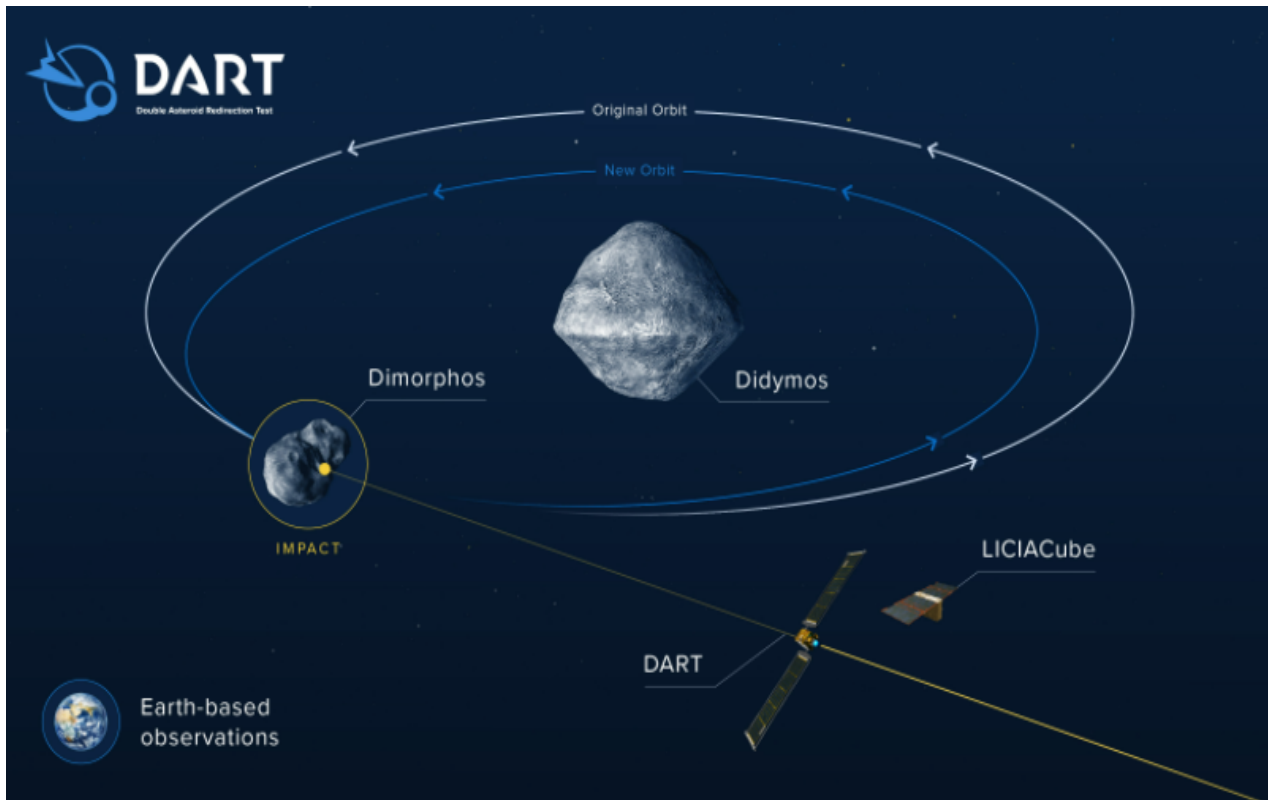 DART
Double Asteroid Redirection Test
Original Orbit
New Orbit
Dimorphos
Didymos
IMPACT
LICIACube
DART
Earth-based
observations